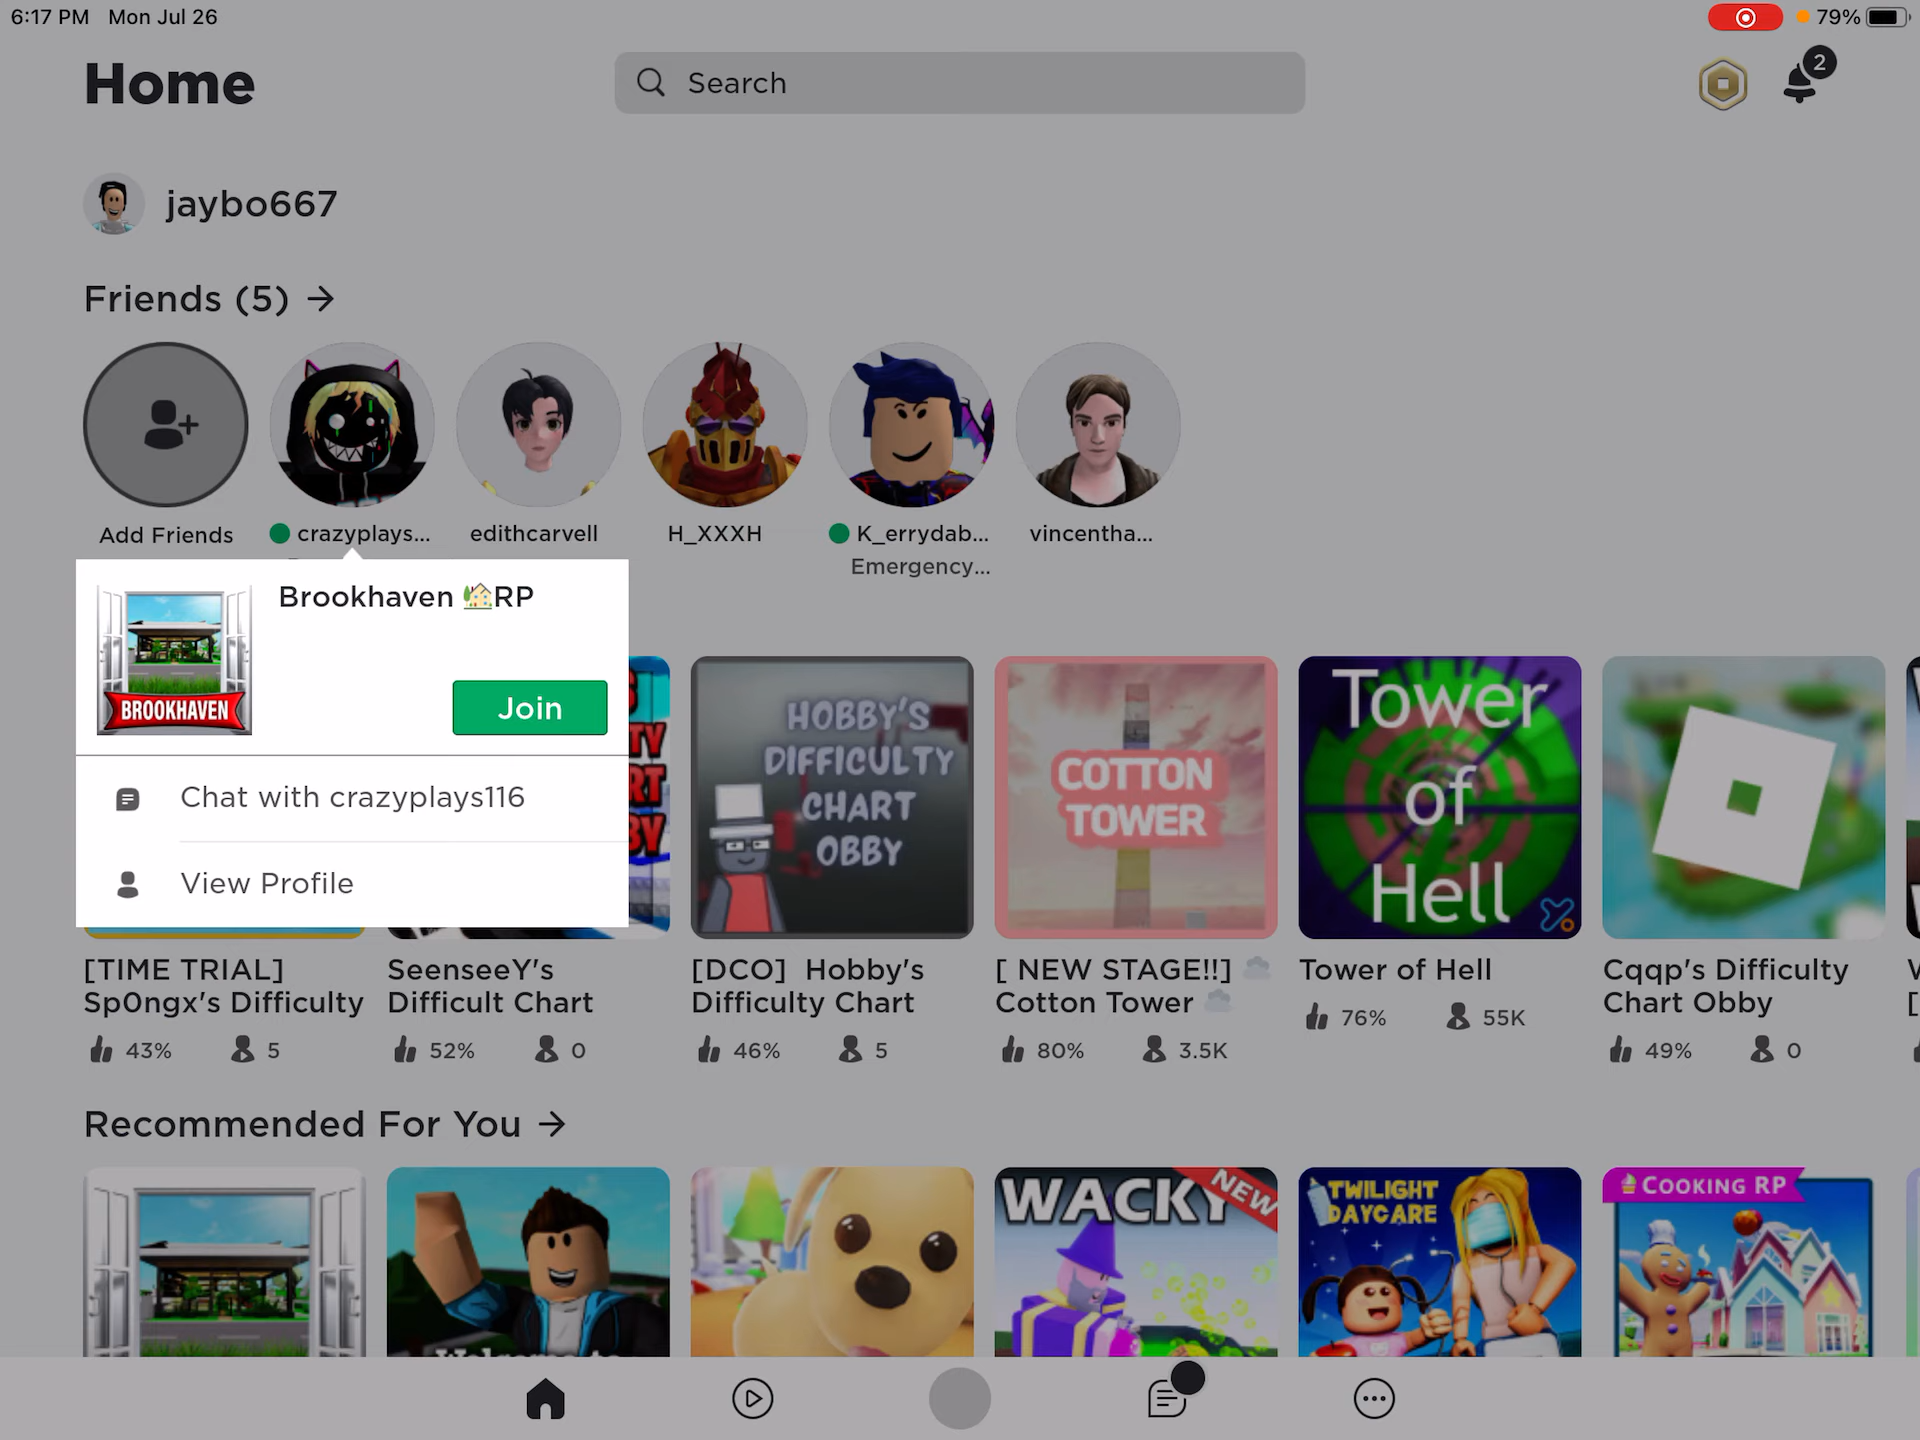 6:17 PM Mon Jul 26
79%
Home
Search
2
jaybo667
Friends (5) →
Add Friends
crazyplays...
edithcarvell
H_XXXH
K_errydab...
Emergency...
vincentha...
Brookhaven 🏡RP
BROOKHAVEN
Join
Chat with crazyplays116
View Profile
HOBBY'S
DIFFICULTY
CHART
OBBY
COTTON
TOWER
Tower
of
Hell
[TIME TRIAL]
Sp0ngx's Difficulty
43%
5
SeenseeY's
Difficult Chart
52%
0
[DCO] Hobby's
Difficulty Chart
46%
5
[ NEW STAGE!!] ☁️
Cotton Tower ☁️
80%
3.5K
Tower of Hell
76%
55K
Cqqp's Difficulty
Chart Obby
49%
0
Recommended For You →
WACKY
NEW
TWILIGHT
DAYCARE
COOKING RP